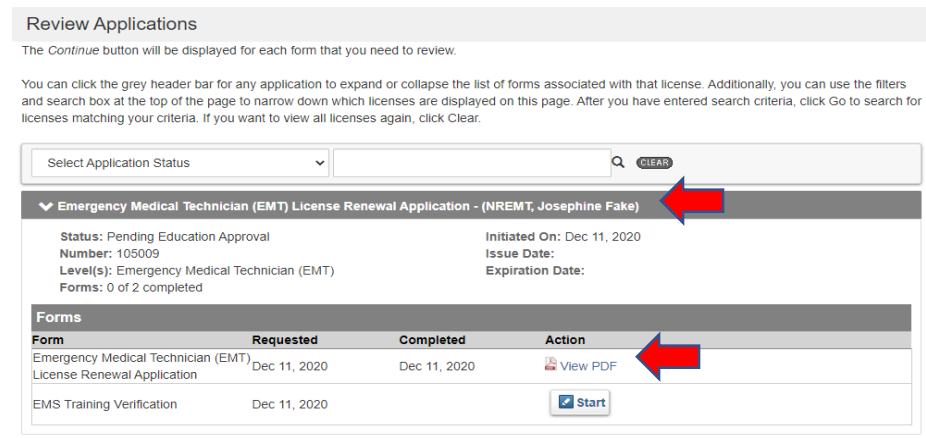 Review Applications
The Continue button will be displayed for each form that you need to review.
You can click the grey header bar for any application to expand or collapse the list of forms associated with that license. Additionally, you can use the filters
and search box at the top of the page to narrow down which licenses are displayed on this page. After you have entered search criteria, click Go to search for
licenses matching your criteria. If you want to view all licenses again, click Clear.
Select Application Status CLEAR
Emergency Medical Technician (EMT) License Renewal Application - (NREMT, Josephine Fake)
Status: Pending Education Approval Initiated On: Dec 11, 2020
Number: 105009 Issue Date:
Level(s): Emergency Medical Technician (EMT) Expiration Date:
Forms: 0 of 2 completed
Forms
Form Requested Completed Action
Emergency Medical Technician (EMT)
License Renewal Application Dec 11, 2020 Dec 11, 2020 View PDF
EMS Training Verification Dec 11, 2020 Start